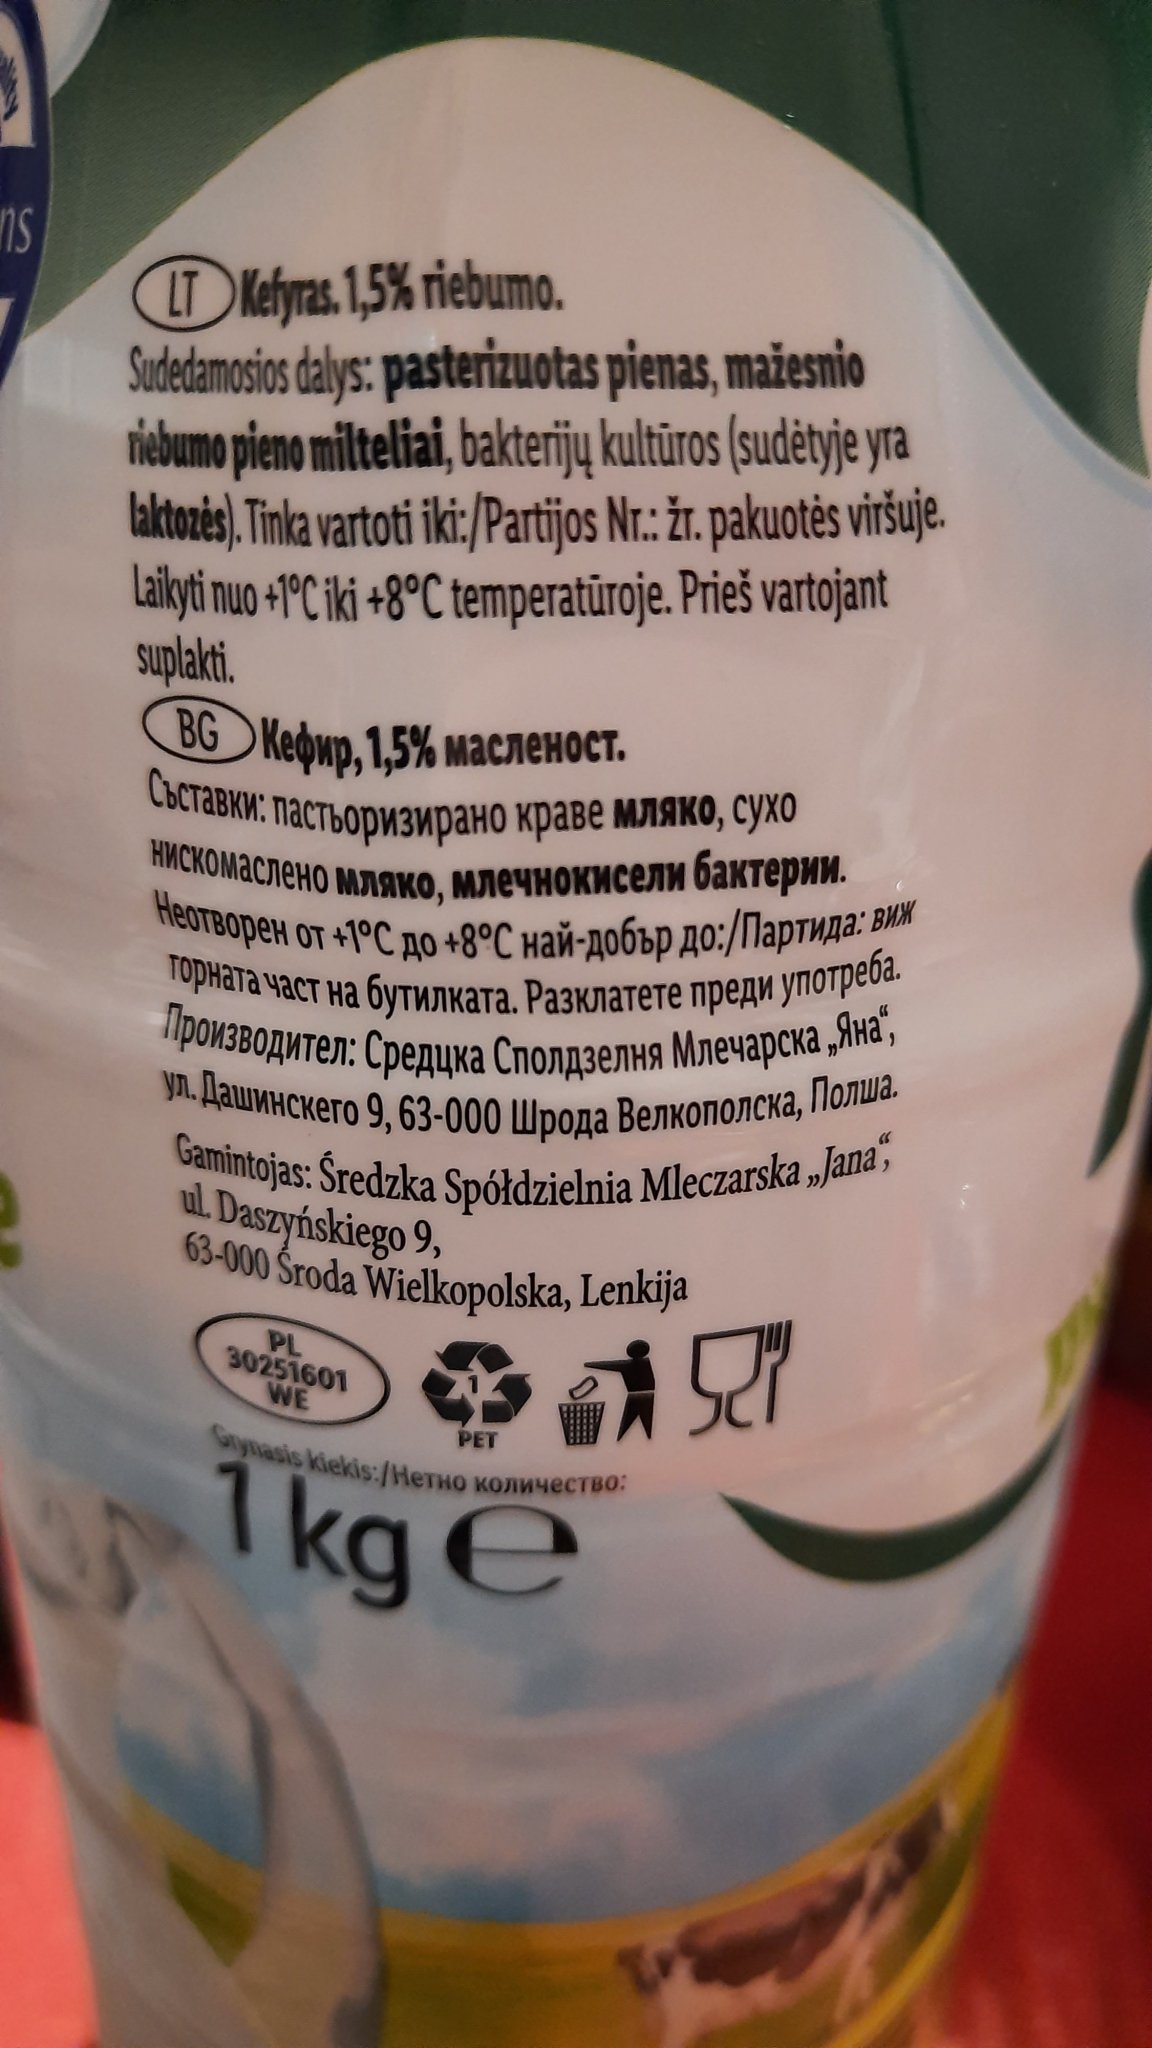 ns
LT Kefyras. 1,5% riebumo.
Sudedamosios dalys: pasterizuotas pienas, mažesnio
riebumo pieno milteliai, bakterijų kultūros (sudėtyje yra
laktozės). Tinka vartoti iki:/Partijos Nr.: žr. pakuotės viršuje.
Laikyti nuo +1°C iki +8°C temperatūroje. Prieš vartojant
suplakti.
BG Кефир, 1,5% масленост.
Съставки: пастьоризирано краве мляко, сухо
нискомаслено мляко, млечнокисели бактерии.
Неотворен от +1°C до +8°C най-добър до:/Партида: виж
горната част на бутилката. Разклатете преди употреба.
Производител: Средцка Сполдзелня Млечарска „Яна“,
ул. Дашинскего 9, 63-000 Шрода Велкополска, Полша.
Gamintojas: Średzka Spółdzielnia Mleczarska „Jana“,
ul. Daszyńskiego 9,
63-000 Środa Wielkopolska, Lenkija
PL
30251601
WE
1
PET
Grynasis kiekis:/Нетно количество:
1 kg e